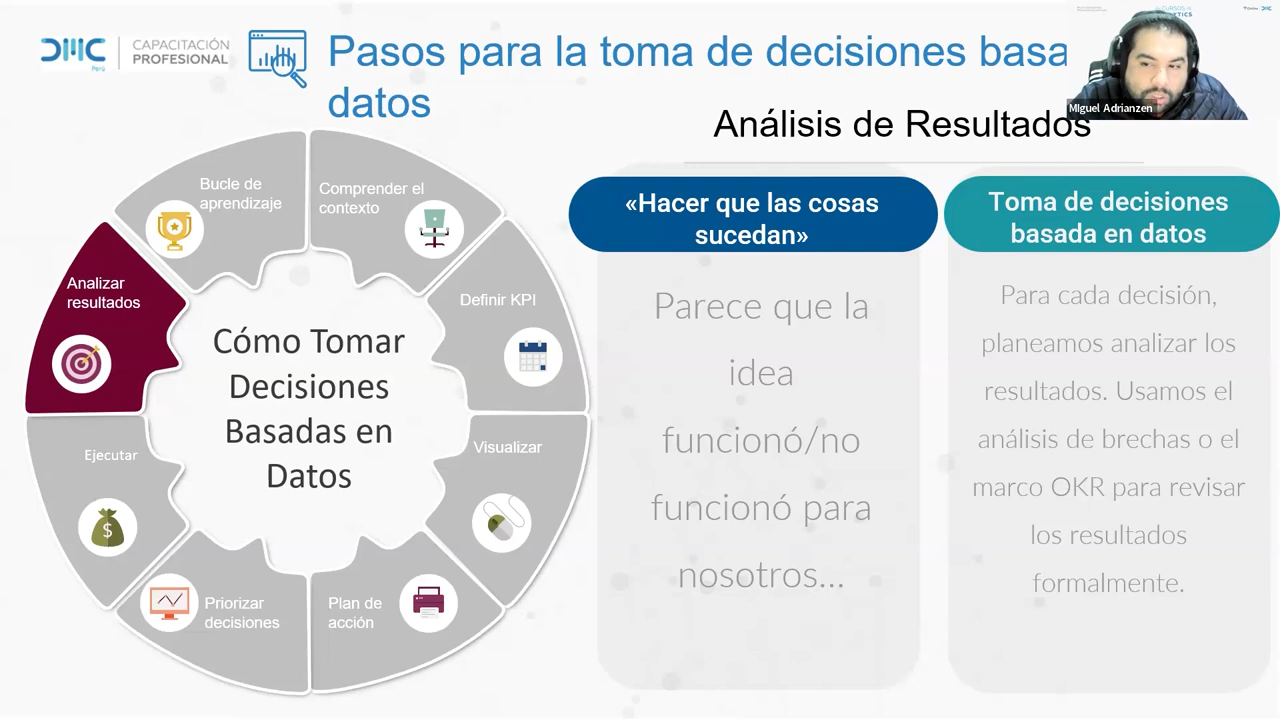 DMC
Perú
CAPACITACIÓN
PROFESIONAL
Pasos para la toma de decisiones basa
datos
MIguel Adrianzen
Análisis de Resultados
Bucle de
aprendizaje
Comprender el
contexto
Analizar
resultados
Definir KPI
Cómo Tomar
Decisiones
Basadas en
Datos
Ejecutar
Visualizar
Priorizar
decisiones
Plan de
acción
«Hacer que las cosas
sucedan»
Parece que la
idea
funcionó/no
funcionó para
nosotros...
Toma de decisiones
basada en datos
Para cada decisión,
planeamos analizar los
resultados. Usamos el
análisis de brechas o el
marco OKR para revisar
los resultados
formalmente.